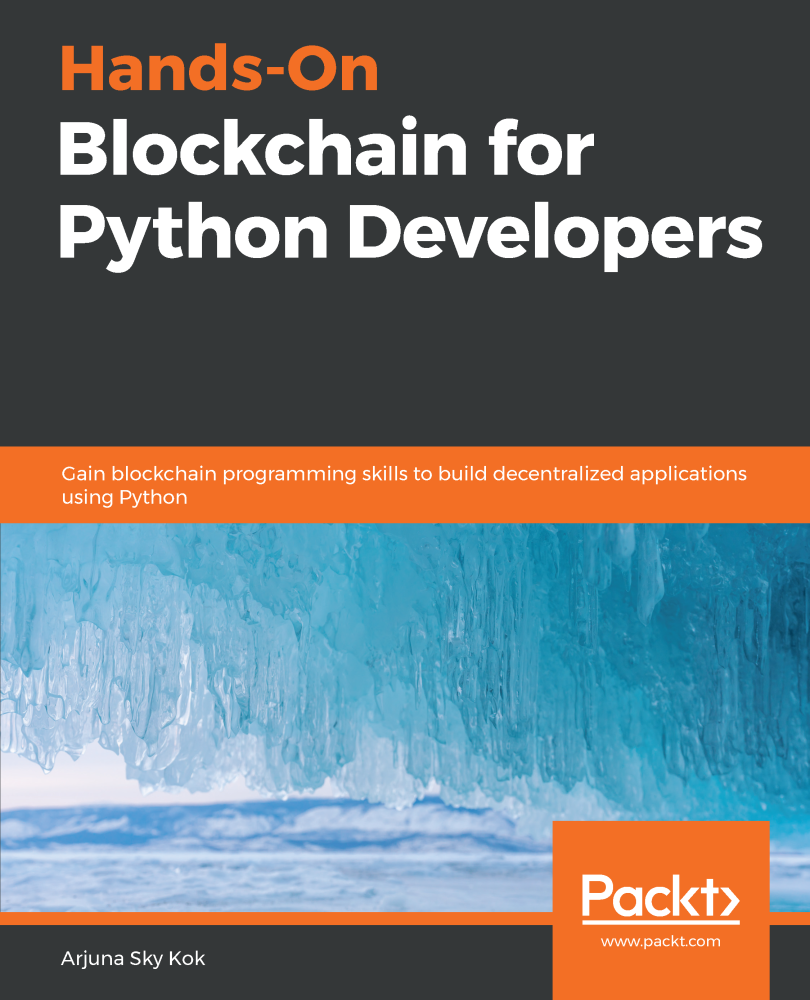 Hands-On
Blockchain for
Python Developers
Gain blockchain programming skills to build decentralized applications
using Python
Packt>
www.packt.com
Arjuna Sky Kok